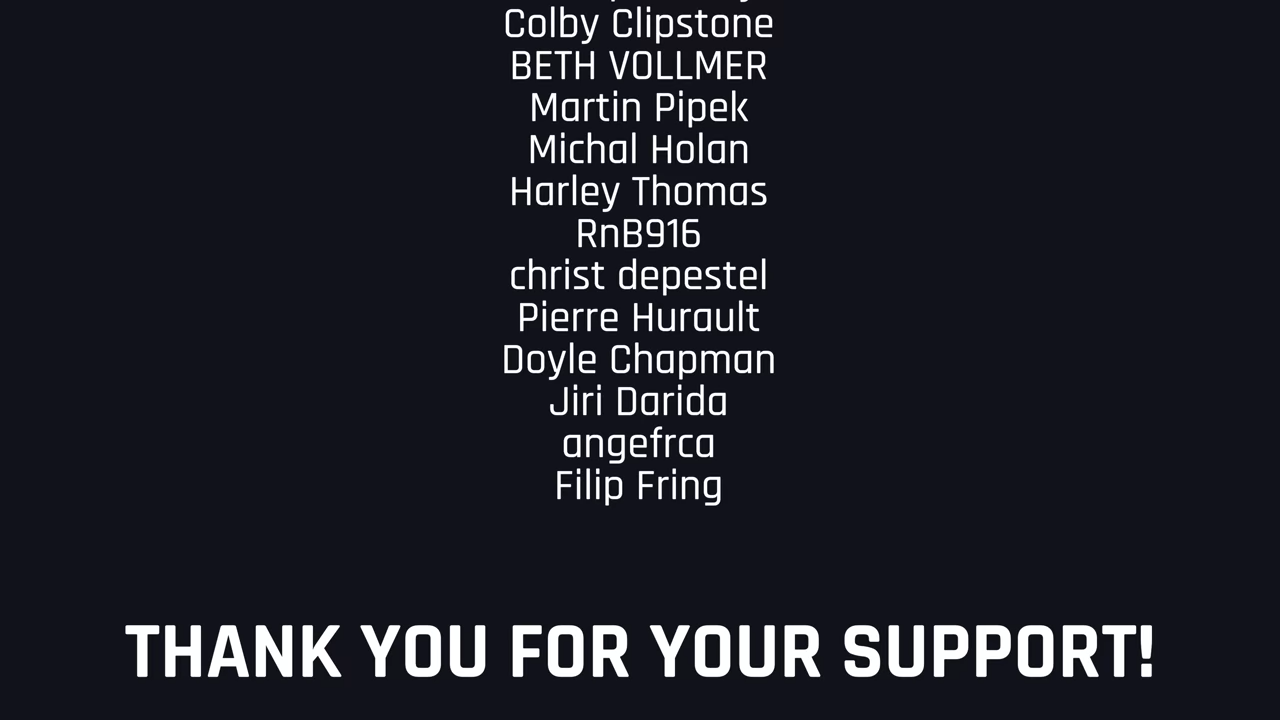 Colby Clipstone
BETH VOLLMER
Martin Pipek
Michal Holan
Harley Thomas
RnB916
christ depestel
Pierre Hurault
Doyle Chapman
Jiri Darida
angefrca
Filip Fring
THANK YOU FOR YOUR SUPPORT!